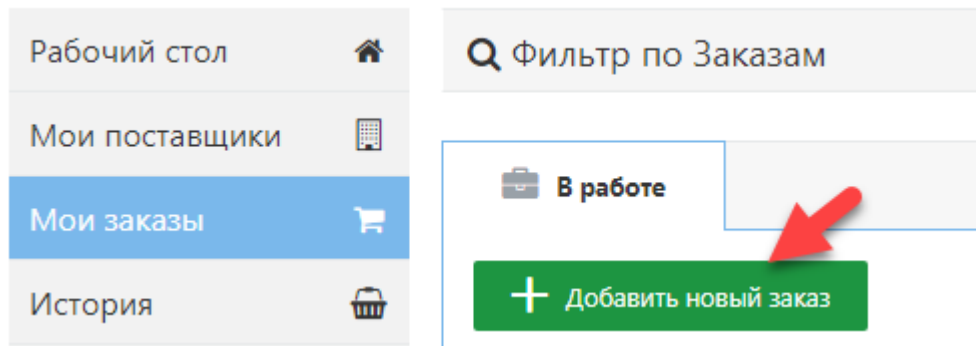 Рабочий стол
Мои поставщики
Мои заказы
История
Фильтр по Заказам
В работе
Добавить новый заказ